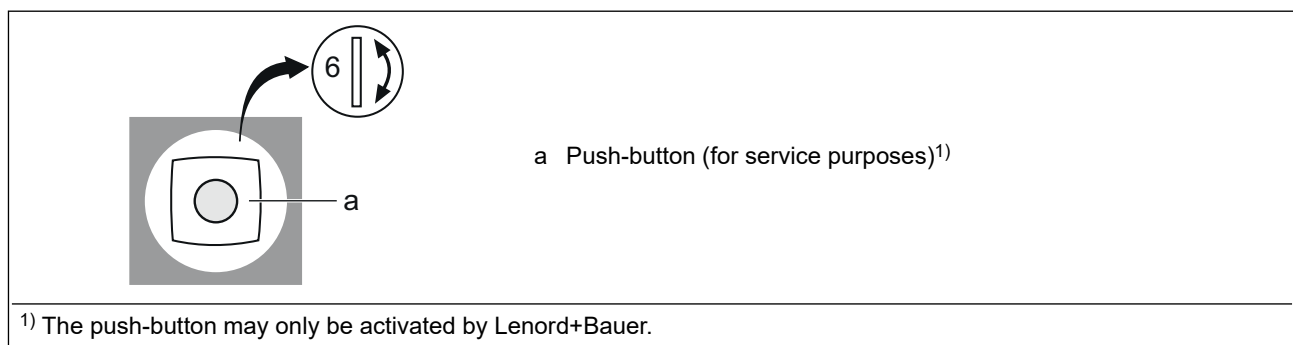 6
a
a Push-button (for service purposes)1)
1) The push-button may only be activated by Lenord+Bauer.